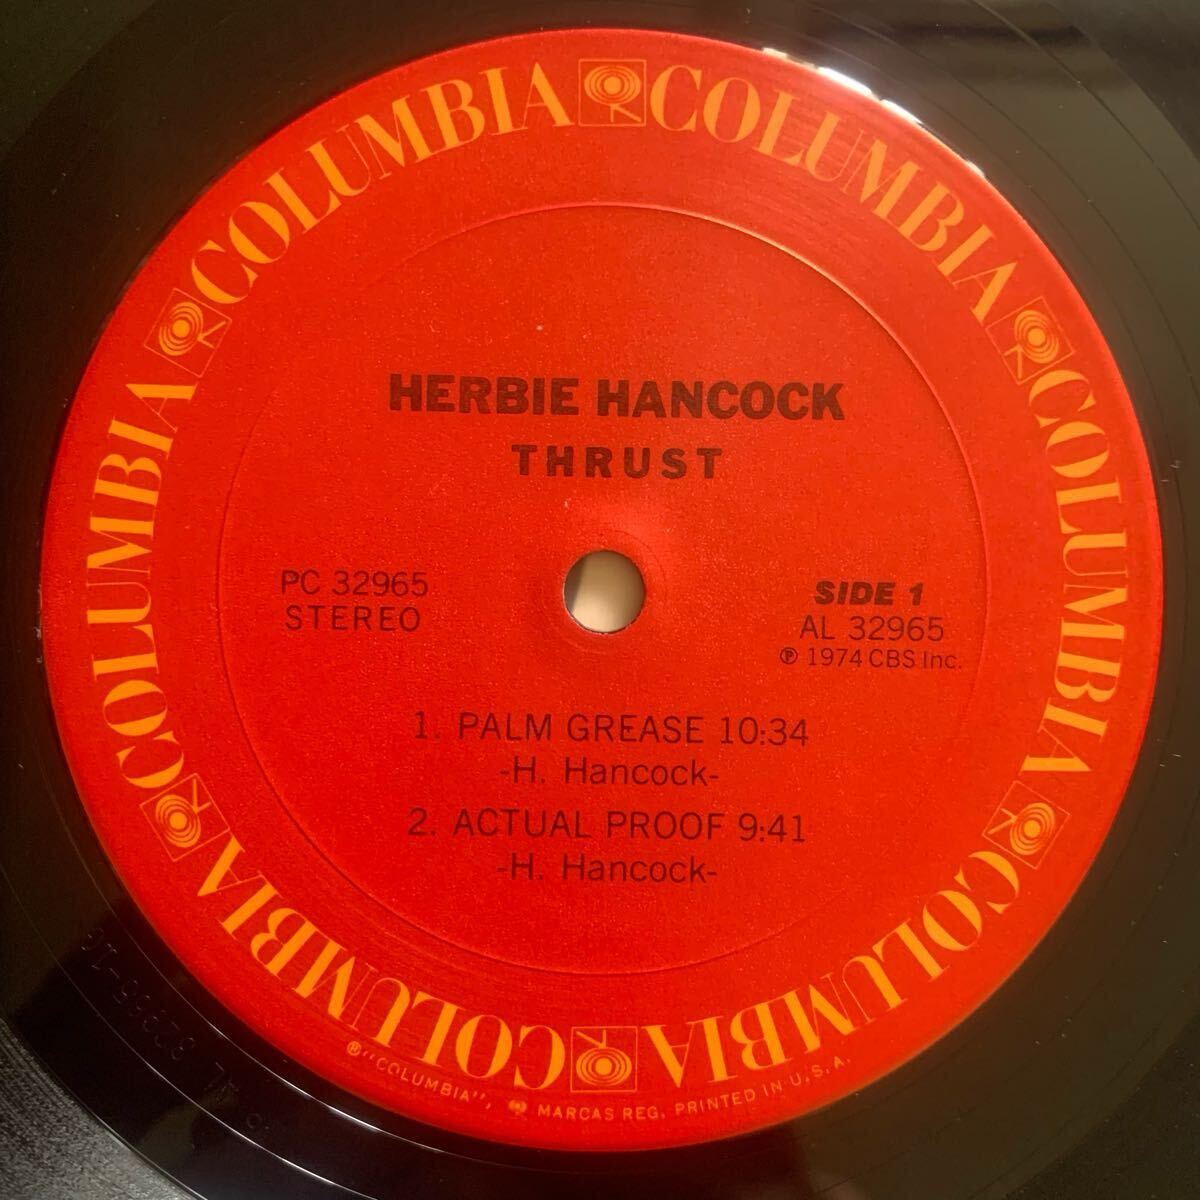 COLUMBIA COLUMBIA COLUMBIA COLUMBIA COLUMBIA COLUMBIA
HERBIE HANCOCK
THRUST
PC 32965
STEREO
SIDE 1
AL 32965
℗ 1974 CBS Inc.
1. PALM GREASE 10:34
-H. Hancock-
2. ACTUAL PROOF 9:41
-H. Hancock-
® "COLUMBIA", MARCAS REG. PRINTED IN U.S.A.